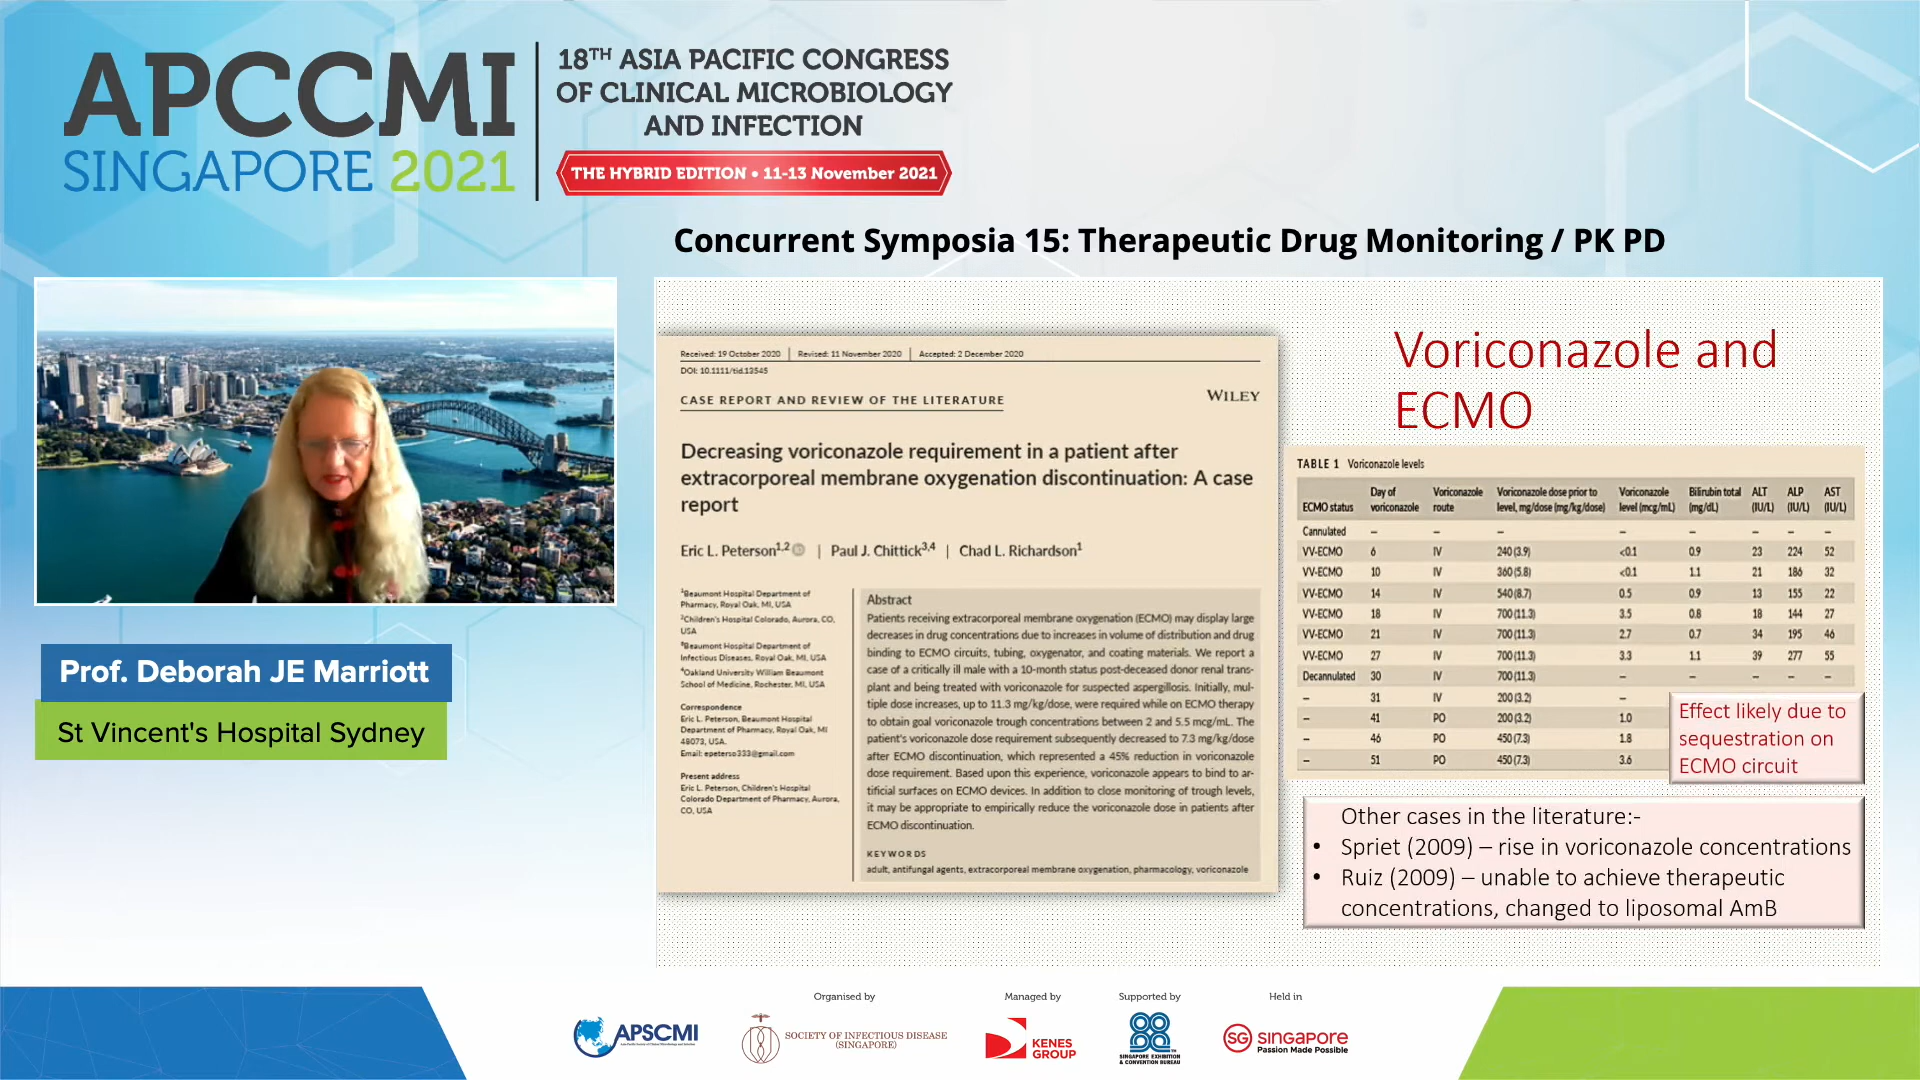 APCCMI
SINGAPORE 2021
18TH ASIA PACIFIC CONGRESS
OF CLINICAL MICROBIOLOGY
AND INFECTION
THE HYBRID EDITION • 11-13 November 2021
Concurrent Symposia 15: Therapeutic Drug Monitoring / PK PD
Prof. Deborah JE Marriott
St Vincent's Hospital Sydney
Received: 19 October 2020 | Revised: 11 November 2020 | Accepted: 2 December 2020
DOI: 10.1111/tid.13545
CASE REPORT AND REVIEW OF THE LITERATURE
WILEY
Decreasing voriconazole requirement in a patient after
extracorporeal membrane oxygenation discontinuation: A case
report
Eric L. Peterson1,2 | Paul J. Chittick3,4 | Chad L. Richardson1
1Beaumont Hospital Department of
Pharmacy, Royal Oak, MI, USA
2Children's Hospital Colorado, Aurora, CO,
USA
3Beaumont Hospital Department of
Infectious Diseases, Royal Oak, MI, USA
4Oakland University William Beaumont
School of Medicine, Rochester, MI, USA
Correspondence
Eric L. Peterson, Beaumont Hospital
Department of Pharmacy, Royal Oak, MI
48073, USA.
Email: epeterso333@gmail.com
Present address
Eric L. Peterson, Children's Hospital
Colorado Department of Pharmacy, Aurora,
CO, USA
Abstract
Patients receiving extracorporeal membrane oxygenation (ECMO) may display large
decreases in drug concentrations due to increases in volume of distribution and drug
binding to ECMO circuits, tubing, oxygenator, and coating materials. We report a
case of a critically ill male with a 10-month status post-deceased donor renal trans-
plant and being treated with voriconazole for suspected aspergillosis. Initially, mul-
tiple dose increases, up to 11.3 mg/kg/dose, were required while on ECMO therapy
to obtain goal voriconazole trough concentrations between 2 and 5.5 mcg/mL. The
patient's voriconazole dose requirement subsequently decreased to 7.3 mg/kg/dose
after ECMO discontinuation, which represented a 45% reduction in voriconazole
dose requirement. Based upon this experience, voriconazole appears to bind to ar-
tificial surfaces on ECMO devices. In addition to close monitoring of trough levels,
it may be appropriate to empirically reduce the voriconazole dose in patients after
ECMO discontinuation.
KEYWORDS
adult, antifungal agents, extracorporeal membrane oxygenation, pharmacology, voriconazole
Voriconazole and
ECMO
TABLE 1 Voriconazole levels
ECMO status | Day of voriconazole | Voriconazole route | Voriconazole dose prior to level, mg/dose (mg/kg/dose) | Voriconazole level (mcg/mL) | Bilirubin total (mg/dL) | ALT (IU/L) | ALP (IU/L) | AST (IU/L)
Cannulated – – – – – – – –
VV-ECMO 6 IV 240 (3.9) <0.1 0.9 23 224 52
VV-ECMO 10 IV 360 (5.8) <0.1 1.1 21 186 32
VV-ECMO 14 IV 540 (8.7) 0.5 0.9 13 155 22
VV-ECMO 18 IV 700 (11.3) 3.5 0.8 18 144 27
VV-ECMO 21 IV 700 (11.3) 2.7 0.7 34 195 46
VV-ECMO 27 IV 700 (11.3) 3.3 1.1 39 277 55
Decannulated 30 IV 700 (11.3) – – – – –
– 31 IV 200 (3.2) –
– 41 PO 200 (3.2) 1.0
– 46 PO 450 (7.3) 1.8
– 51 PO 450 (7.3) 3.6
Effect likely due to
sequestration on
ECMO circuit
Other cases in the literature:-
• Spriet (2009) – rise in voriconazole concentrations
• Ruiz (2009) – unable to achieve therapeutic
concentrations, changed to liposomal AmB
Organised by
Managed by
Supported by
Held in
APSCMI
SOCIETY OF INFECTIOUS DISEASE
(SINGAPORE)
KENES
GROUP
SINGAPORE EXHIBITION
& CONVENTION BUREAU
SG SINGAPORE
Passion Made Possible